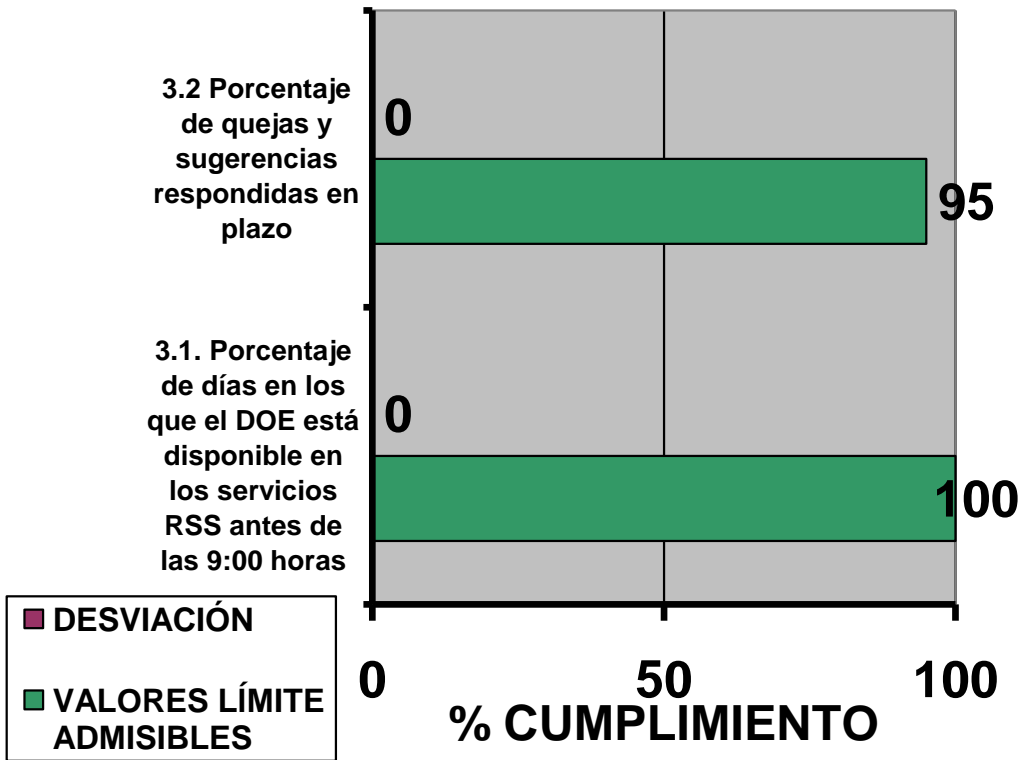 3.2 Porcentaje
de quejas y
sugerencias
respondidas en
plazo
0
95
3.1. Porcentaje
de días en los
que el DOE está
disponible en
los servicios
RSS antes de
las 9:00 horas
0
100
DESVIACIÓN
VALORES LÍMITE
ADMISIBLES
0 50 100
% CUMPLIMIENTO